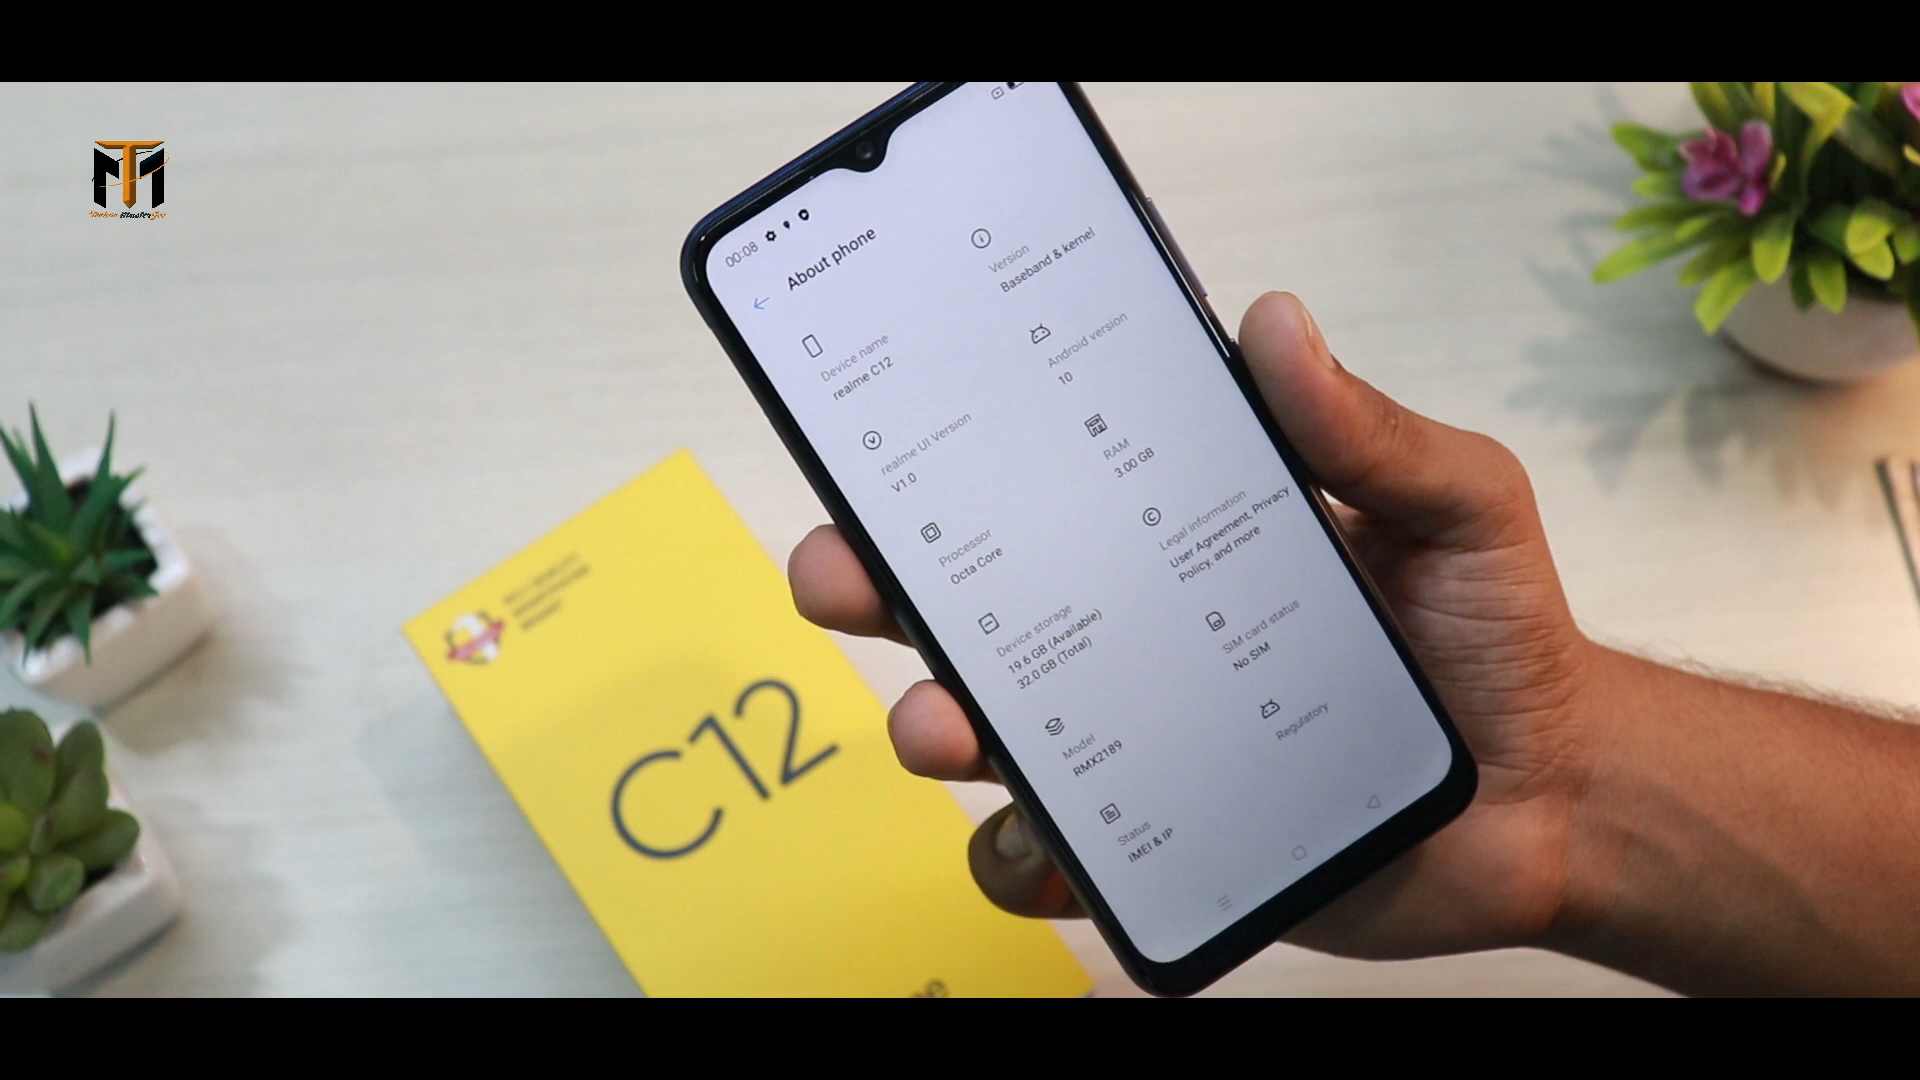 00:08
About phone
Version
Baseband & kernel
Device name
realme C12
Android version
10
realme UI Version
V1.0
RAM
3.00 GB
Processor
Octa Core
Legal information
User Agreement, Privacy
Policy, and more
Device storage
19.6 GB (Available)
32.0 GB (Total)
SIM card status
No SIM
Model
RMX2189
Regulatory
Status
IMEI & IP
C12